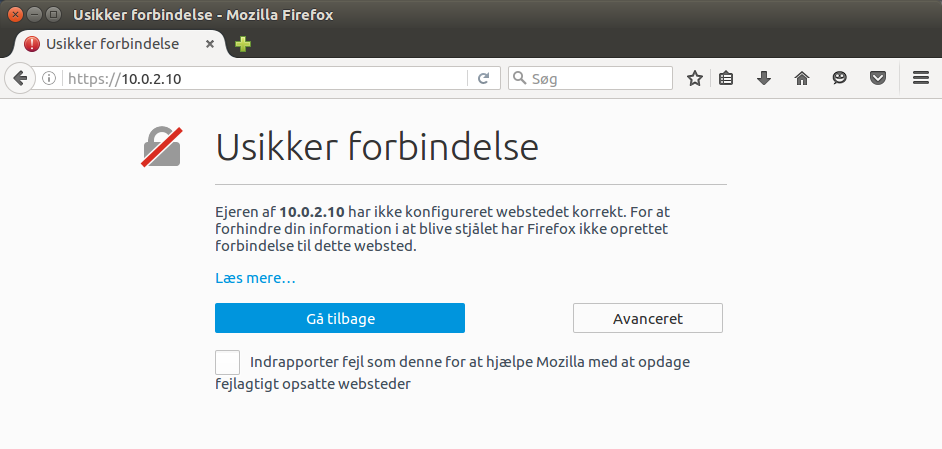 Usikker forbindelse - Mozilla Firefox
Usikker forbindelse
https://10.0.2.10
Søg
Usikker forbindelse
Ejeren af 10.0.2.10 har ikke konfigureret webstedet korrekt. For at
forhindre din information i at blive stjålet har Firefox ikke oprettet
forbindelse til dette websted.
Læs mere…
Gå tilbage
Avanceret
Indrapporter fejl som denne for at hjælpe Mozilla med at opdage
fejlagtigt opsatte websteder